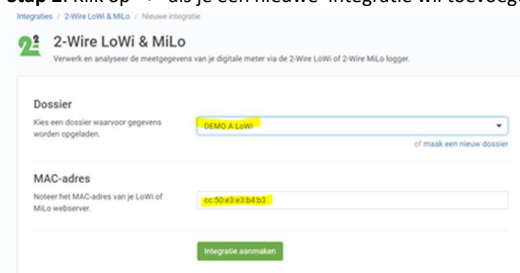 Stap 2: Klik op '+' als je een nieuwe integratie wil toevoeg
Integraties / 2-Wire LoWi & MiLo / Nieuwe integratie
2-Wire LoWi & MiLo
Verwerk en analyseer de meetgegevens van je digitale meter via de 2-Wire LoWi of 2-Wire MiLo logger.
Dossier
Kies een dossier waarvoor gegevens
worden opgeladen.
DEMO A LoWi
of maak een nieuw dossier
MAC-adres
Noteer het MAC-adres van je LoWi of
MiLo webserver.
cc:50:e3:e3:b4:b3
Integratie aanmaken